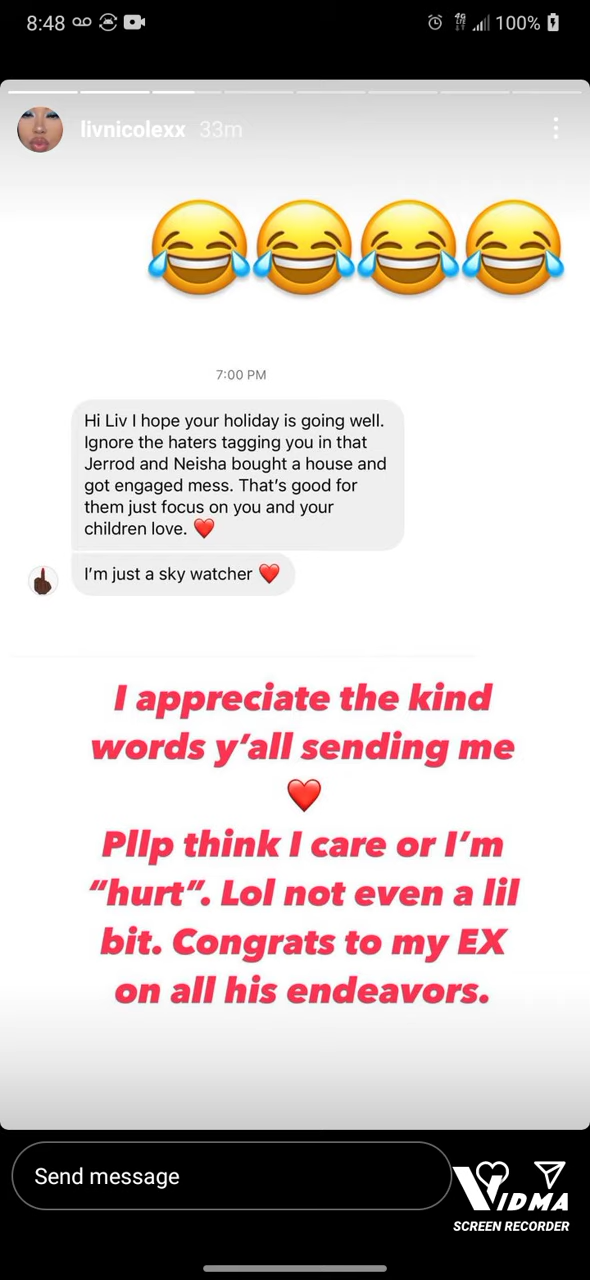 8:48
4G
LTE
100%
livnicolexx 33m
😂😂😂😂
7:00 PM
Hi Liv I hope your holiday is going well.
Ignore the haters tagging you in that
Jerrod and Neisha bought a house and
got engaged mess. That’s good for
them just focus on you and your
children love. ❤️
I’m just a sky watcher ❤️
I appreciate the kind
words y’all sending me
❤️
Pllp think I care or I’m
“hurt”. Lol not even a lil
bit. Congrats to my EX
on all his endeavors.
Send message
VIDMA
SCREEN RECORDER